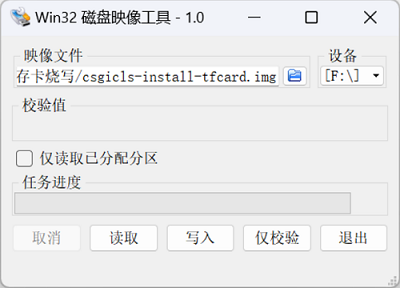 Win32 磁盘映像工具 - 1.0
映像文件
设备
存卡烧写/csgicls-install-tfcard.img
[F:\]
校验值
仅读取已分配分区
任务进度
取消 读取 写入 仅校验 退出